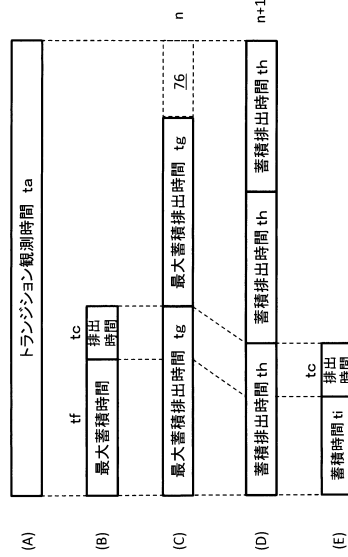 (A)
トランジション観測時間 ta
(B)
tf
tc
最大蓄積時間
排出
時間
(C)
最大蓄積排出時間 tg
最大蓄積排出時間 tg
76
n
(D)
蓄積排出時間 th
蓄積排出時間 th
蓄積排出時間 th
n+1
(E)
蓄積時間 ti
tc
排出
時間